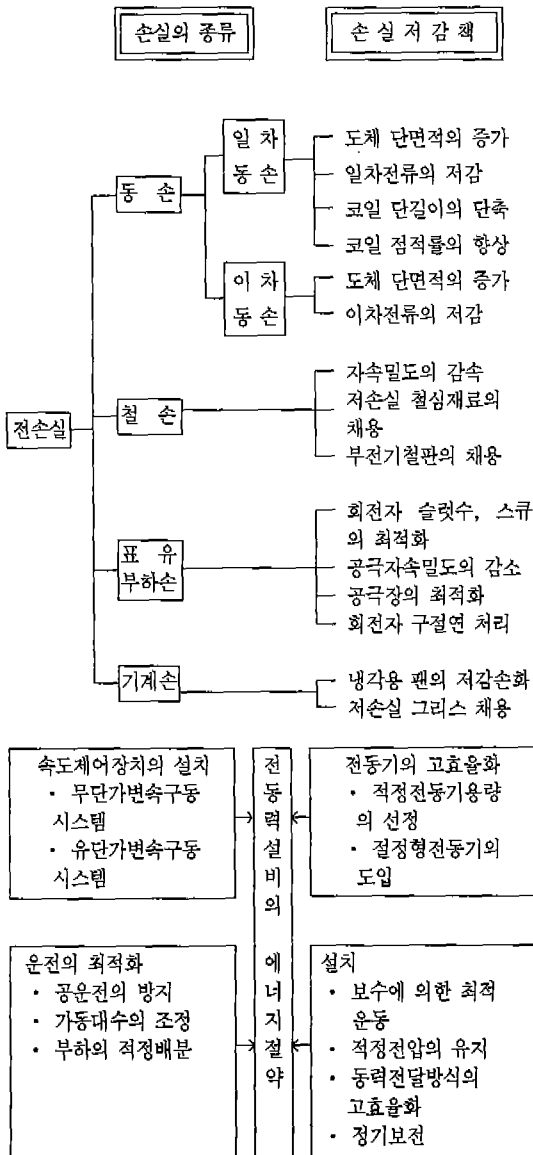 손실의 종류
손 실 저 감 책
일 차
동 손
도체 단면적의 증가
일차전류의 저감
코일 단길이의 단축
코일 점적률의 향상
동 손
이 차
동 손
도체 단면적의 증가
이차전류의 저감
전손실
철 손
자속밀도의 감속
저손실 철심재료의
채용
부전기철판의 채용
표 유
부하손
회전자 슬럿수, 스큐
의 최적화
공극자속밀도의 감소
공극장의 최적화
회전자 구절연 처리
기계손
냉각용 팬의 저감손화
저손실 그리스 채용
속도제어장치의 설치
· 무단가변속구동
시스템
· 유단가변속구동
시스템
전동력설비의 에너지절약
전동기의 고효율화
· 적정전동기용량
의 선정
· 절정형전동기의
도입
운전의 최적화
· 공운전의 방지
· 가동대수의 조정
· 부하의 적정배분
설치
· 보수에 의한 최적
운동
· 적정전압의 유지
· 동력전달방식의
고효율화
· 정기보전